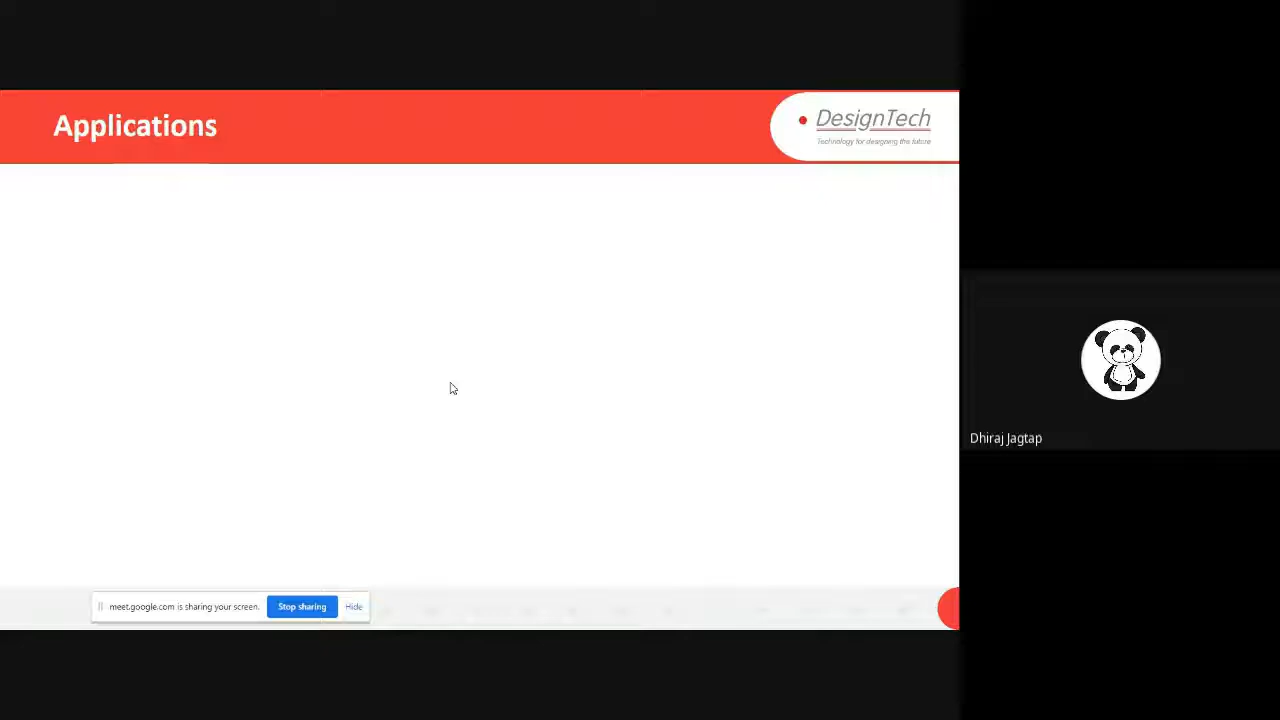 Applications
DesignTech
Technology for designing the future
meet.google.com is sharing your screen.
Stop sharing
Hide
Dhiraj Jagtap